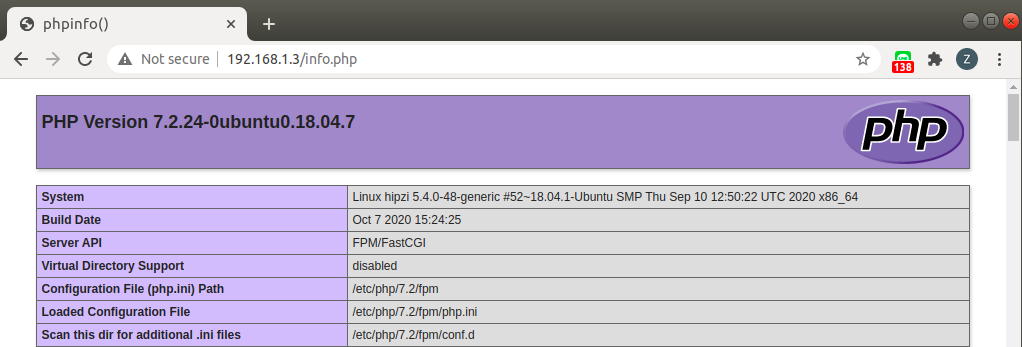 phpinfo()
Not secure 192.168.1.3/info.php
LINE
138
Z
PHP Version 7.2.24-0ubuntu0.18.04.7
php
System Linux hipzi 5.4.0-48-generic #52~18.04.1-Ubuntu SMP Thu Sep 10 12:50:22 UTC 2020 x86_64
Build Date Oct 7 2020 15:24:25
Server API FPM/FastCGI
Virtual Directory Support disabled
Configuration File (php.ini) Path /etc/php/7.2/fpm
Loaded Configuration File /etc/php/7.2/fpm/php.ini
Scan this dir for additional .ini files /etc/php/7.2/fpm/conf.d